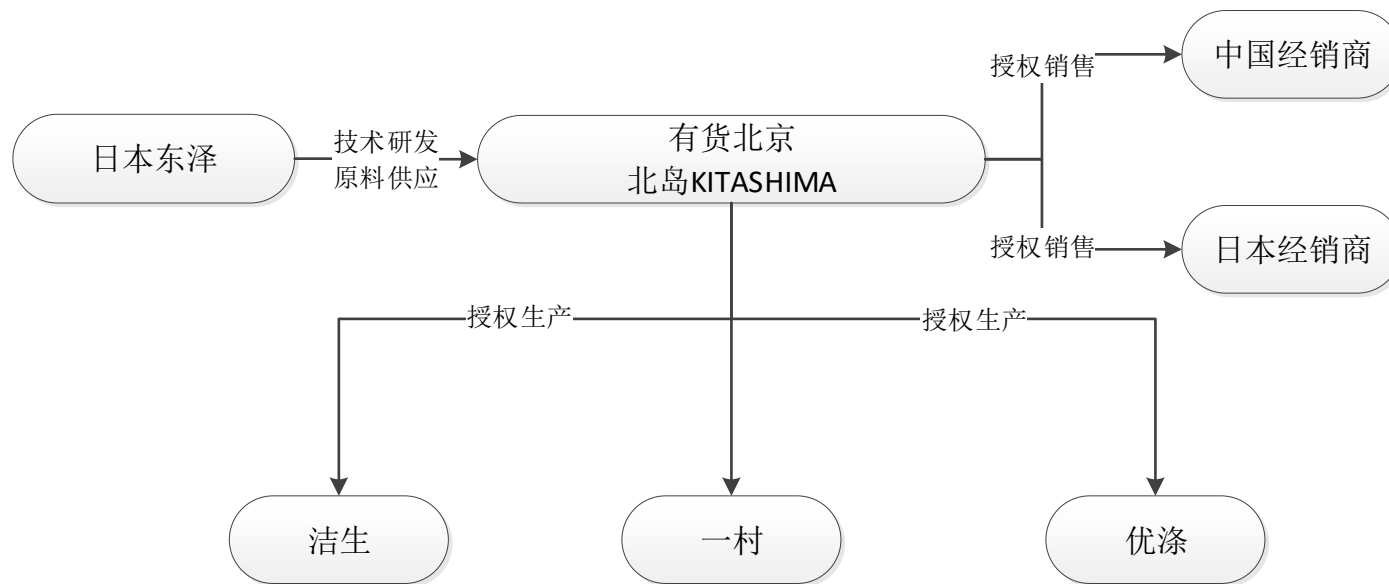 中国经销商
授权销售
日本东泽
技术研发
原料供应
有货北京
北岛KITASHIMA
授权销售
日本经销商
授权生产
授权生产
洁生
一村
优涤